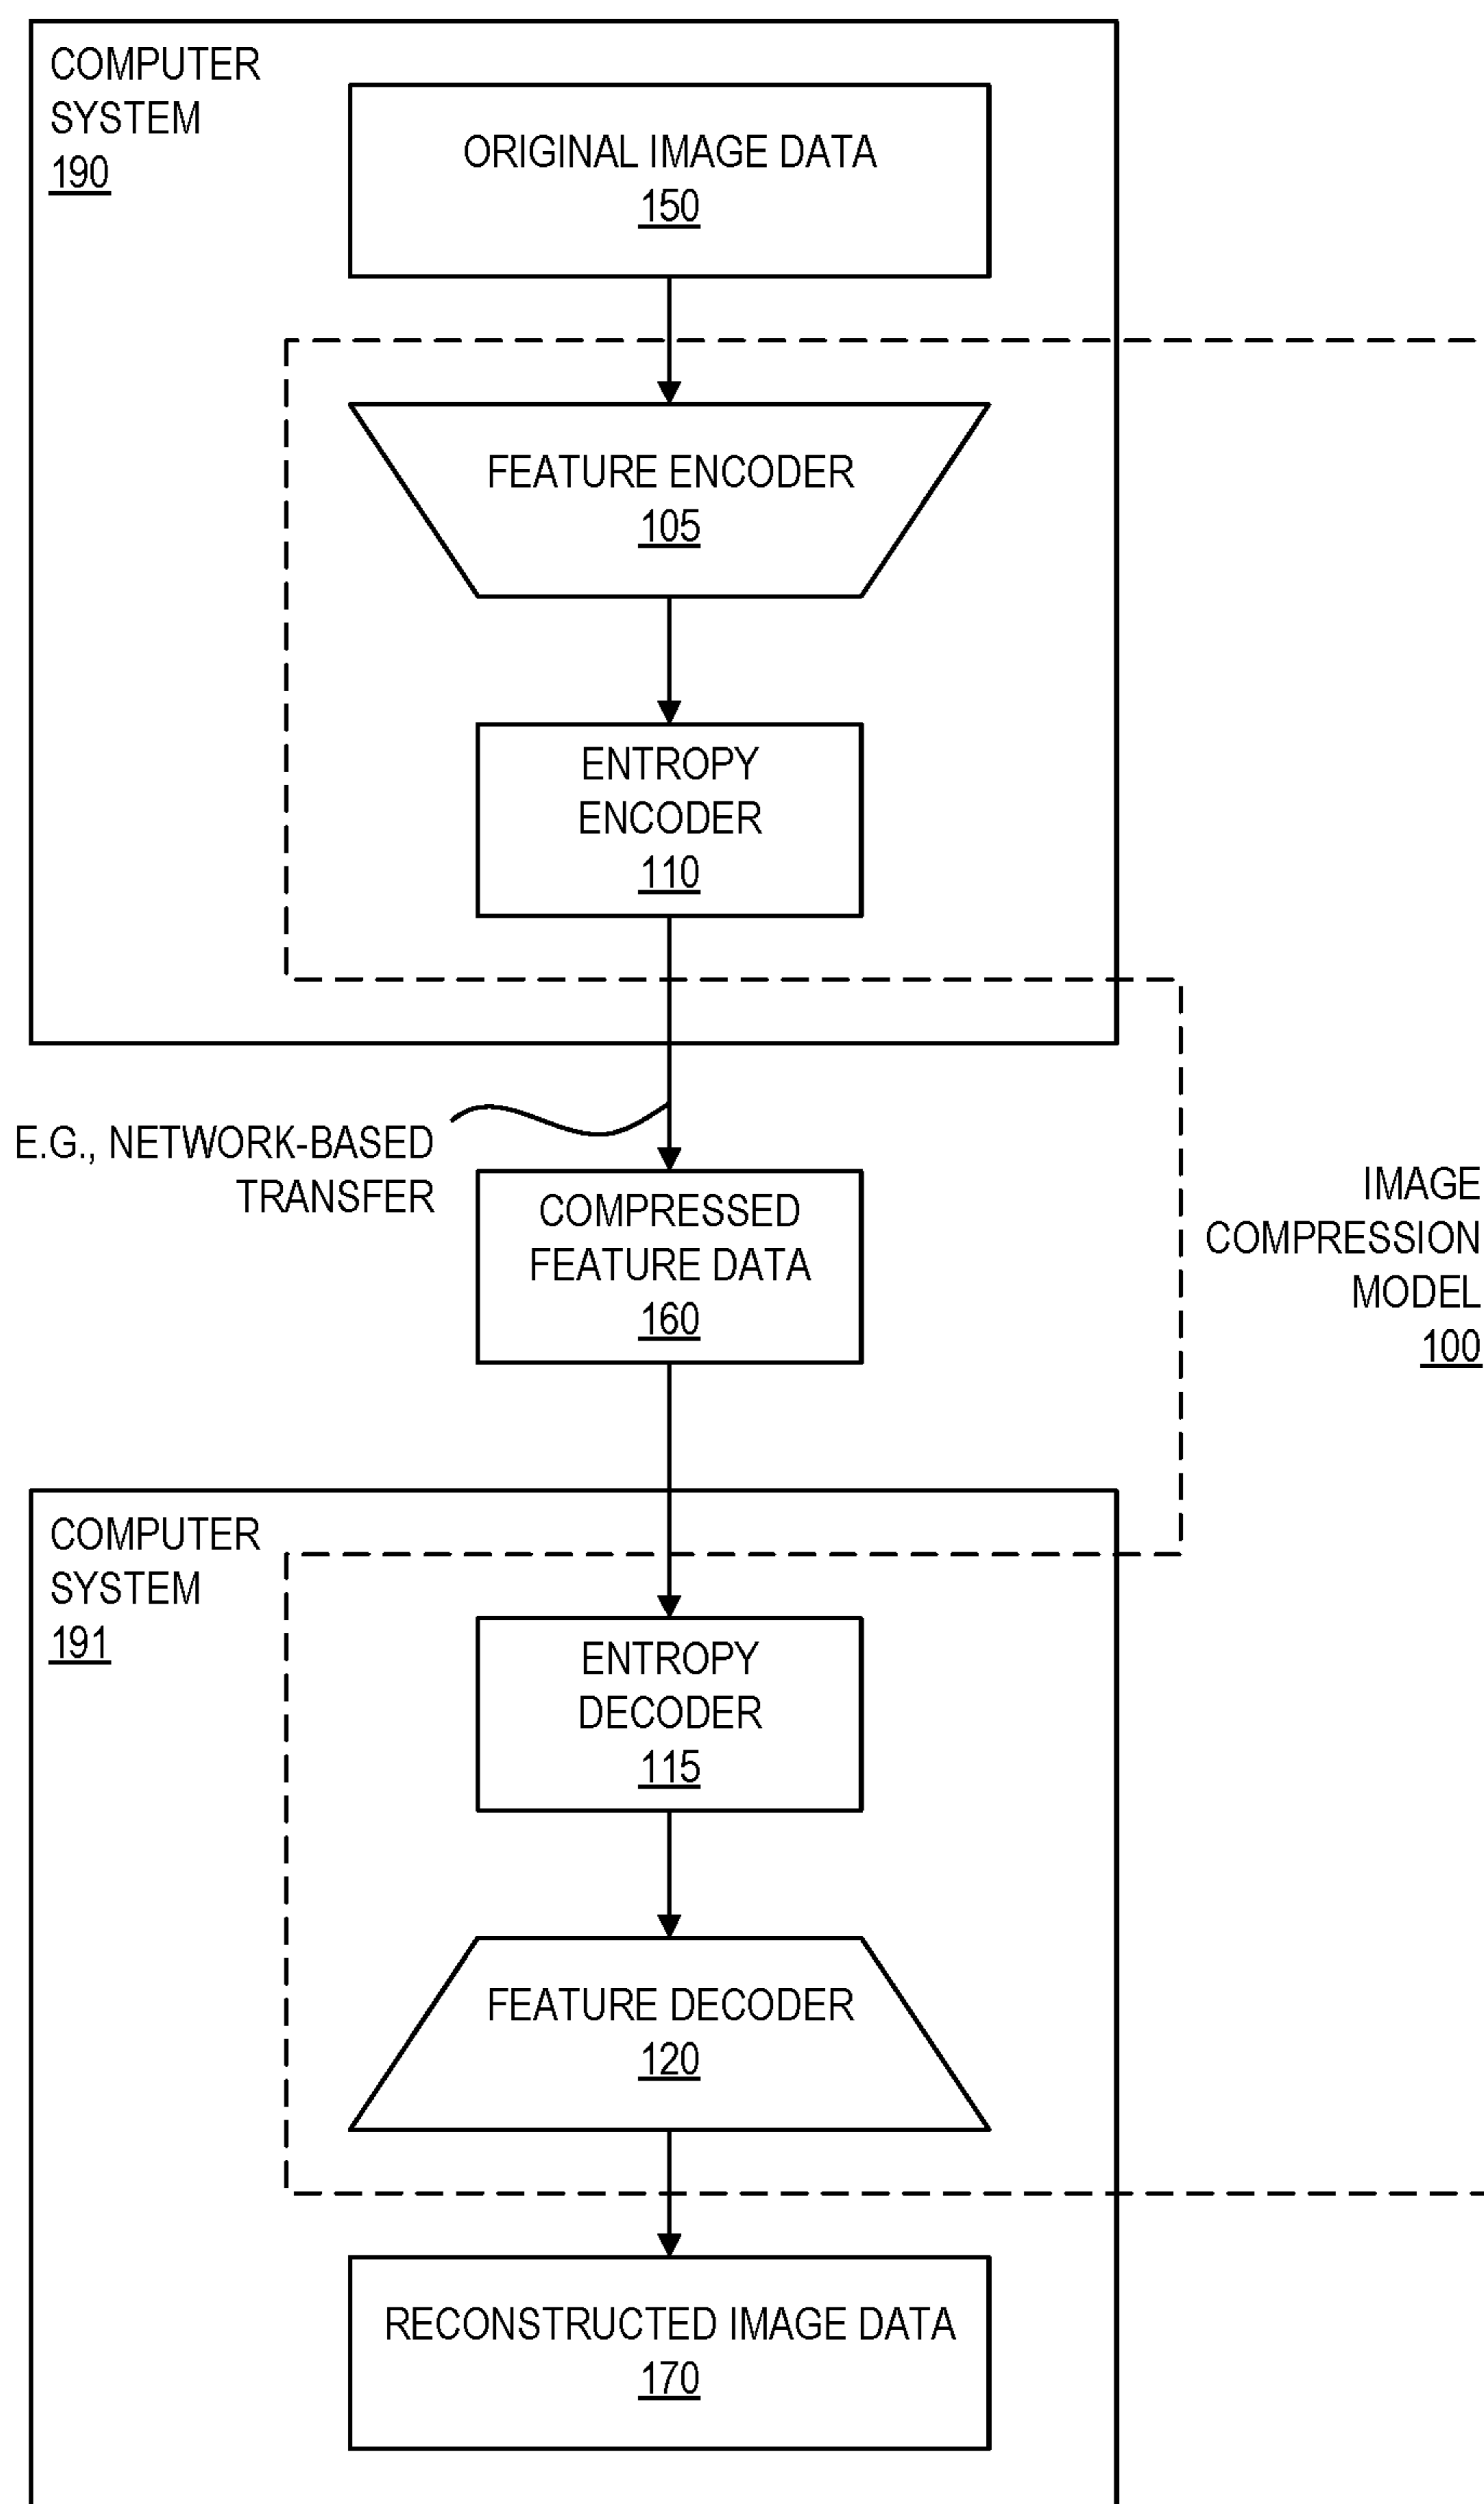 COMPUTER
SYSTEM
190
ORIGINAL IMAGE DATA
150
FEATURE ENCODER
105
ENTROPY
ENCODER
110
E.G., NETWORK-BASED
TRANSFER
COMPRESSED
FEATURE DATA
160
IMAGE
COMPRESSION
MODEL
100
COMPUTER
SYSTEM
191
ENTROPY
DECODER
115
FEATURE DECODER
120
RECONSTRUCTED IMAGE DATA
170